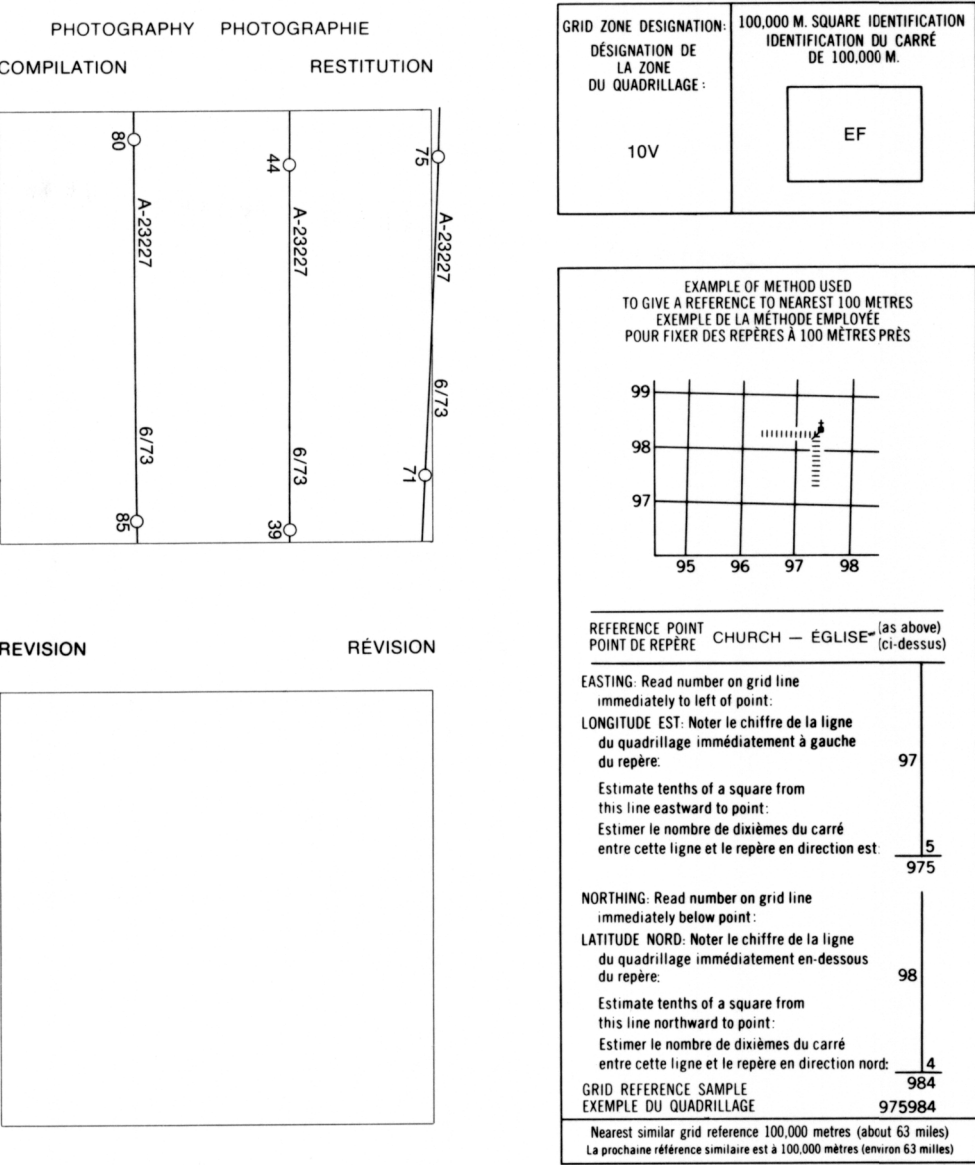 PHOTOGRAPHY PHOTOGRAPHIE
COMPILATION RESTITUTION
80 A-23227 6/73 85
44 A-23227 6/73 39
75 A-23227 6/73 71
REVISION RÉVISION
GRID ZONE DESIGNATION:
DÉSIGNATION DE
LA ZONE
DU QUADRILLAGE :
10V
100,000 M. SQUARE IDENTIFICATION
IDENTIFICATION DU CARRÉ
DE 100,000 M.
EF
EXAMPLE OF METHOD USED
TO GIVE A REFERENCE TO NEAREST 100 METRES
EXEMPLE DE LA MÉTHODE EMPLOYÉE
POUR FIXER DES REPÈRES À 100 MÈTRES PRÈS
99
98
97
95 96 97 98
REFERENCE POINT
POINT DE REPÈRE
CHURCH — ÉGLISE
(as above)
(ci-dessus)
EASTING: Read number on grid line
immediately to left of point:
LONGITUDE EST: Noter le chiffre de la ligne
du quadrillage immédiatement à gauche
du repère: 97
Estimate tenths of a square from
this line eastward to point:
Estimer le nombre de dixièmes du carré
entre cette ligne et le repère en direction est: 5
975
NORTHING: Read number on grid line
immediately below point:
LATITUDE NORD: Noter le chiffre de la ligne
du quadrillage immédiatement en-dessous
du repère: 98
Estimate tenths of a square from
this line northward to point:
Estimer le nombre de dixièmes du carré
entre cette ligne et le repère en direction nord: 4
984
GRID REFERENCE SAMPLE
EXEMPLE DU QUADRILLAGE 975984
Nearest similar grid reference 100,000 metres (about 63 miles)
La prochaine référence similaire est à 100,000 mètres (environ 63 milles)